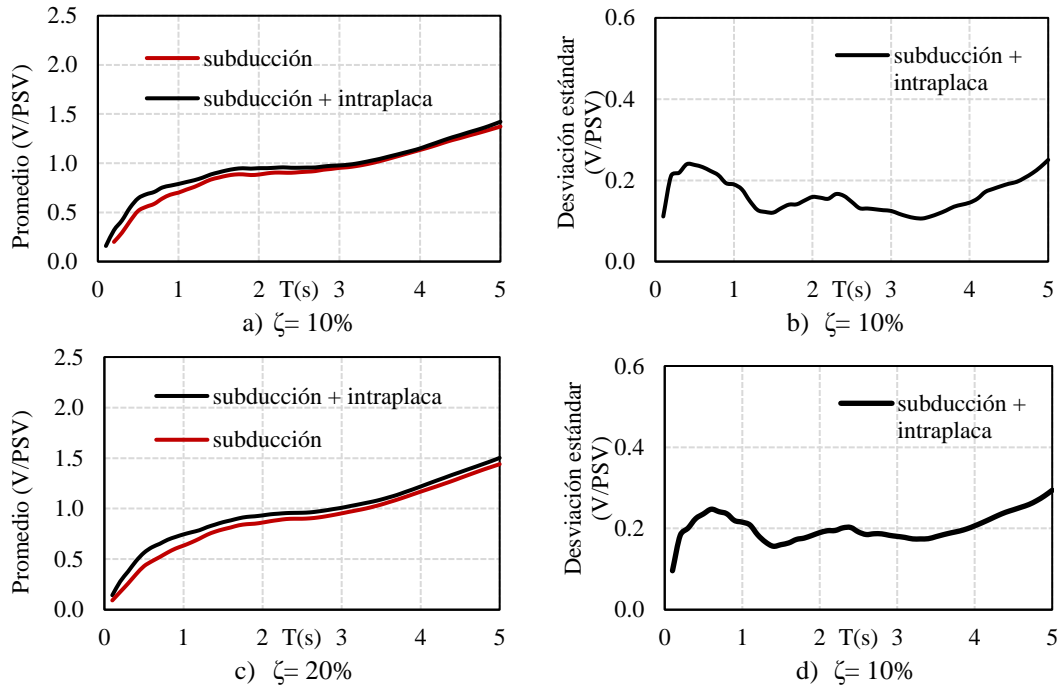 2.5
2.0
1.5
1.0
0.5
0.0
Promedio (V/PSV)
subducción
subducción + intraplaca
0 1 2 T(s) 3 4 5
a) ζ= 10%
0.6
0.4
0.2
0.0
Desviación estándar
(V/PSV)
subducción +
intraplaca
0 1 2 T(s) 3 4 5
b) ζ= 10%
2.5
2.0
1.5
1.0
0.5
0.0
Promedio (V/PSV)
subducción + intraplaca
subducción
0 1 2 T(s) 3 4 5
c) ζ= 20%
0.6
0.4
0.2
0.0
Desviación estándar
(V/PSV)
subducción +
intraplaca
0 1 2 T(s) 3 4 5
d) ζ= 10%